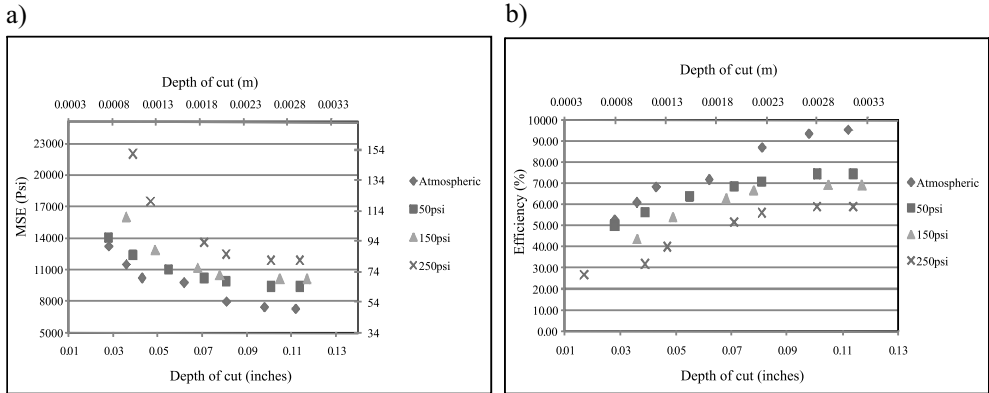 a)
Depth of cut (m)
0.0003 0.0008 0.0013 0.0018 0.0023 0.0028 0.0033
MSE (Psi)
23000
20000
17000
14000
11000
8000
5000
154
134
114
94
74
54
34
0.01 0.03 0.05 0.07 0.09 0.11 0.13
Depth of cut (inches)
Atmospheric
50psi
150psi
250psi
b)
Depth of cut (m)
0.0003 0.0008 0.0013 0.0018 0.0023 0.0028 0.0033
Efficiency (%)
10000
90.00
80.00
70.00
60.00
50.00
40.00
30.00
20.00
10.00
0.00
0.01 0.03 0.05 0.07 0.09 0.11 0.13
Depth of cut (inches)
Atmospheric
50psi
150psi
250psi